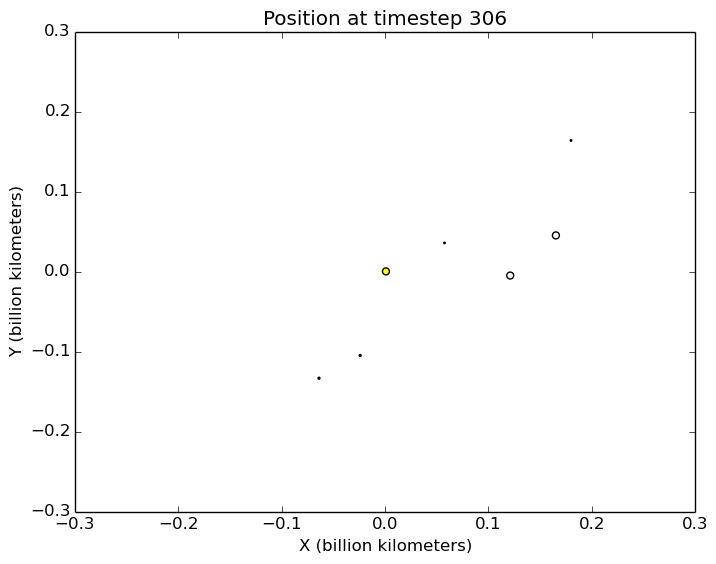 Position at timestep 306
0.3
0.2
0.1
0.0
−0.1
−0.2
−0.3
Y (billion kilometers)
−0.3 −0.2 −0.1 0.0 0.1 0.2 0.3
X (billion kilometers)